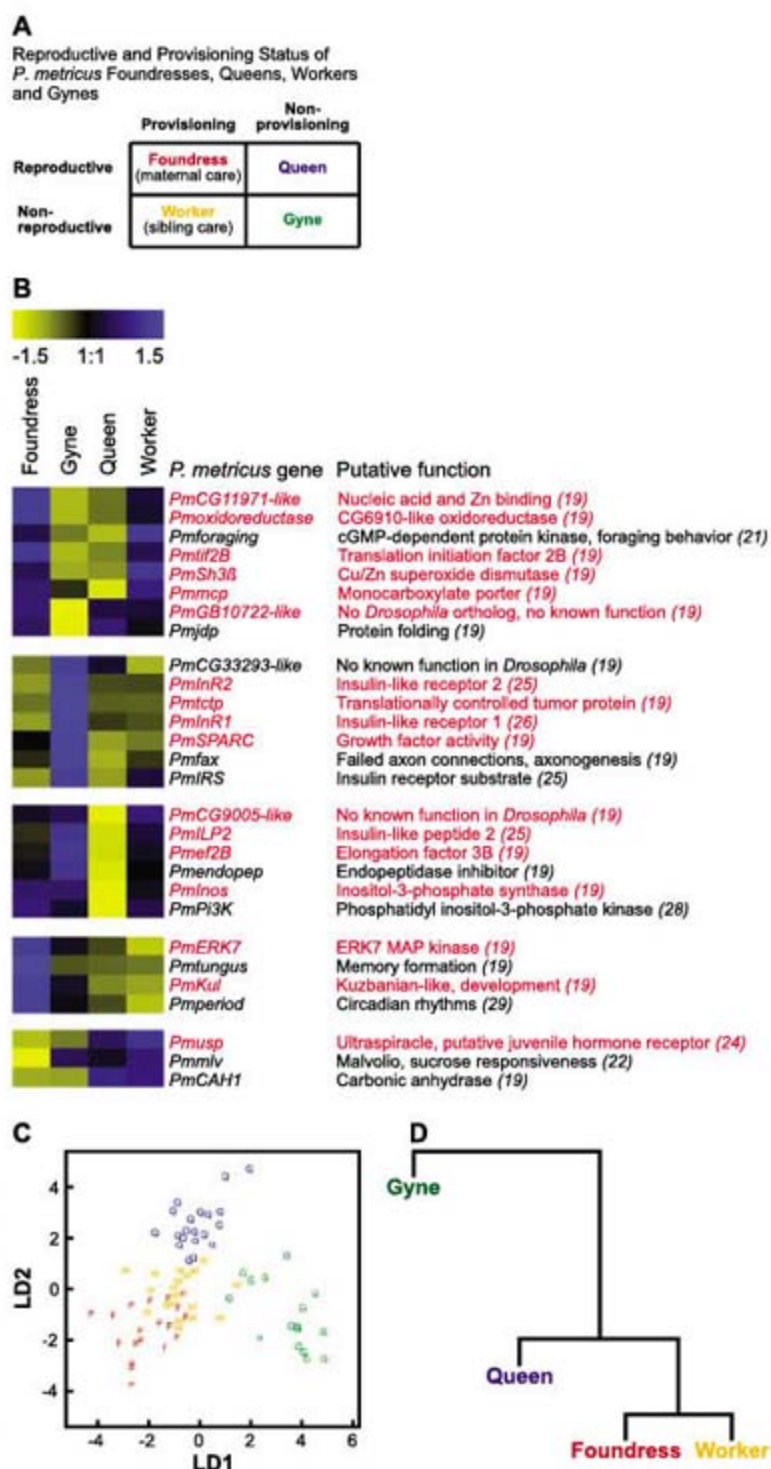 A
Reproductive and Provisioning Status of
P. metricus Foundresses, Queens, Workers
and Gynes
Provisioning
Non-
provisioning
Reproductive
Foundress
(maternal care)
Queen
Non-
reproductive
Worker
(sibling care)
Gyne
B
-1.5 1:1 1.5
Foundress
Gyne
Queen
Worker
P. metricus gene Putative function
PmCG11971-like Nucleic acid and Zn binding (19)
Pmoxidoreductase CG6910-like oxidoreductase (19)
Pmforaging cGMP-dependent protein kinase, foraging behavior (21)
Pmtif2B Translation initiation factor 2B (19)
PmSh3ß Cu/Zn superoxide dismutase (19)
Pmmcp Monocarboxylate porter (19)
PmGB10722-like No Drosophila ortholog, no known function (19)
Pmjdp Protein folding (19)
PmCG33293-like No known function in Drosophila (19)
PmInR2 Insulin-like receptor 2 (25)
Pmtctp Translationally controlled tumor protein (19)
PmInR1 Insulin-like receptor 1 (26)
PmSPARC Growth factor activity (19)
Pmfax Failed axon connections, axonogenesis (19)
PmIRS Insulin receptor substrate (25)
PmCG9005-like No known function in Drosophila (19)
PmILP2 Insulin-like peptide 2 (25)
Pmef2B Elongation factor 3B (19)
Pmendopep Endopeptidase inhibitor (19)
PmInos Inositol-3-phosphate synthase (19)
PmPi3K Phosphatidyl inositol-3-phosphate kinase (28)
PmERK7 ERK7 MAP kinase (19)
Pmtungus Memory formation (19)
PmKul Kuzbanian-like, development (19)
Pmperiod Circadian rhythms (29)
Pmusp Ultraspiracle, putative juvenile hormone receptor (24)
Pmmlv Malvolio, sucrose responsiveness (22)
PmCAH1 Carbonic anhydrase (19)
C
LD2
4
2
0
-2
-4
-4 -2 0 2 4 6
LD1
D
Gyne
Queen
Foundress Worker